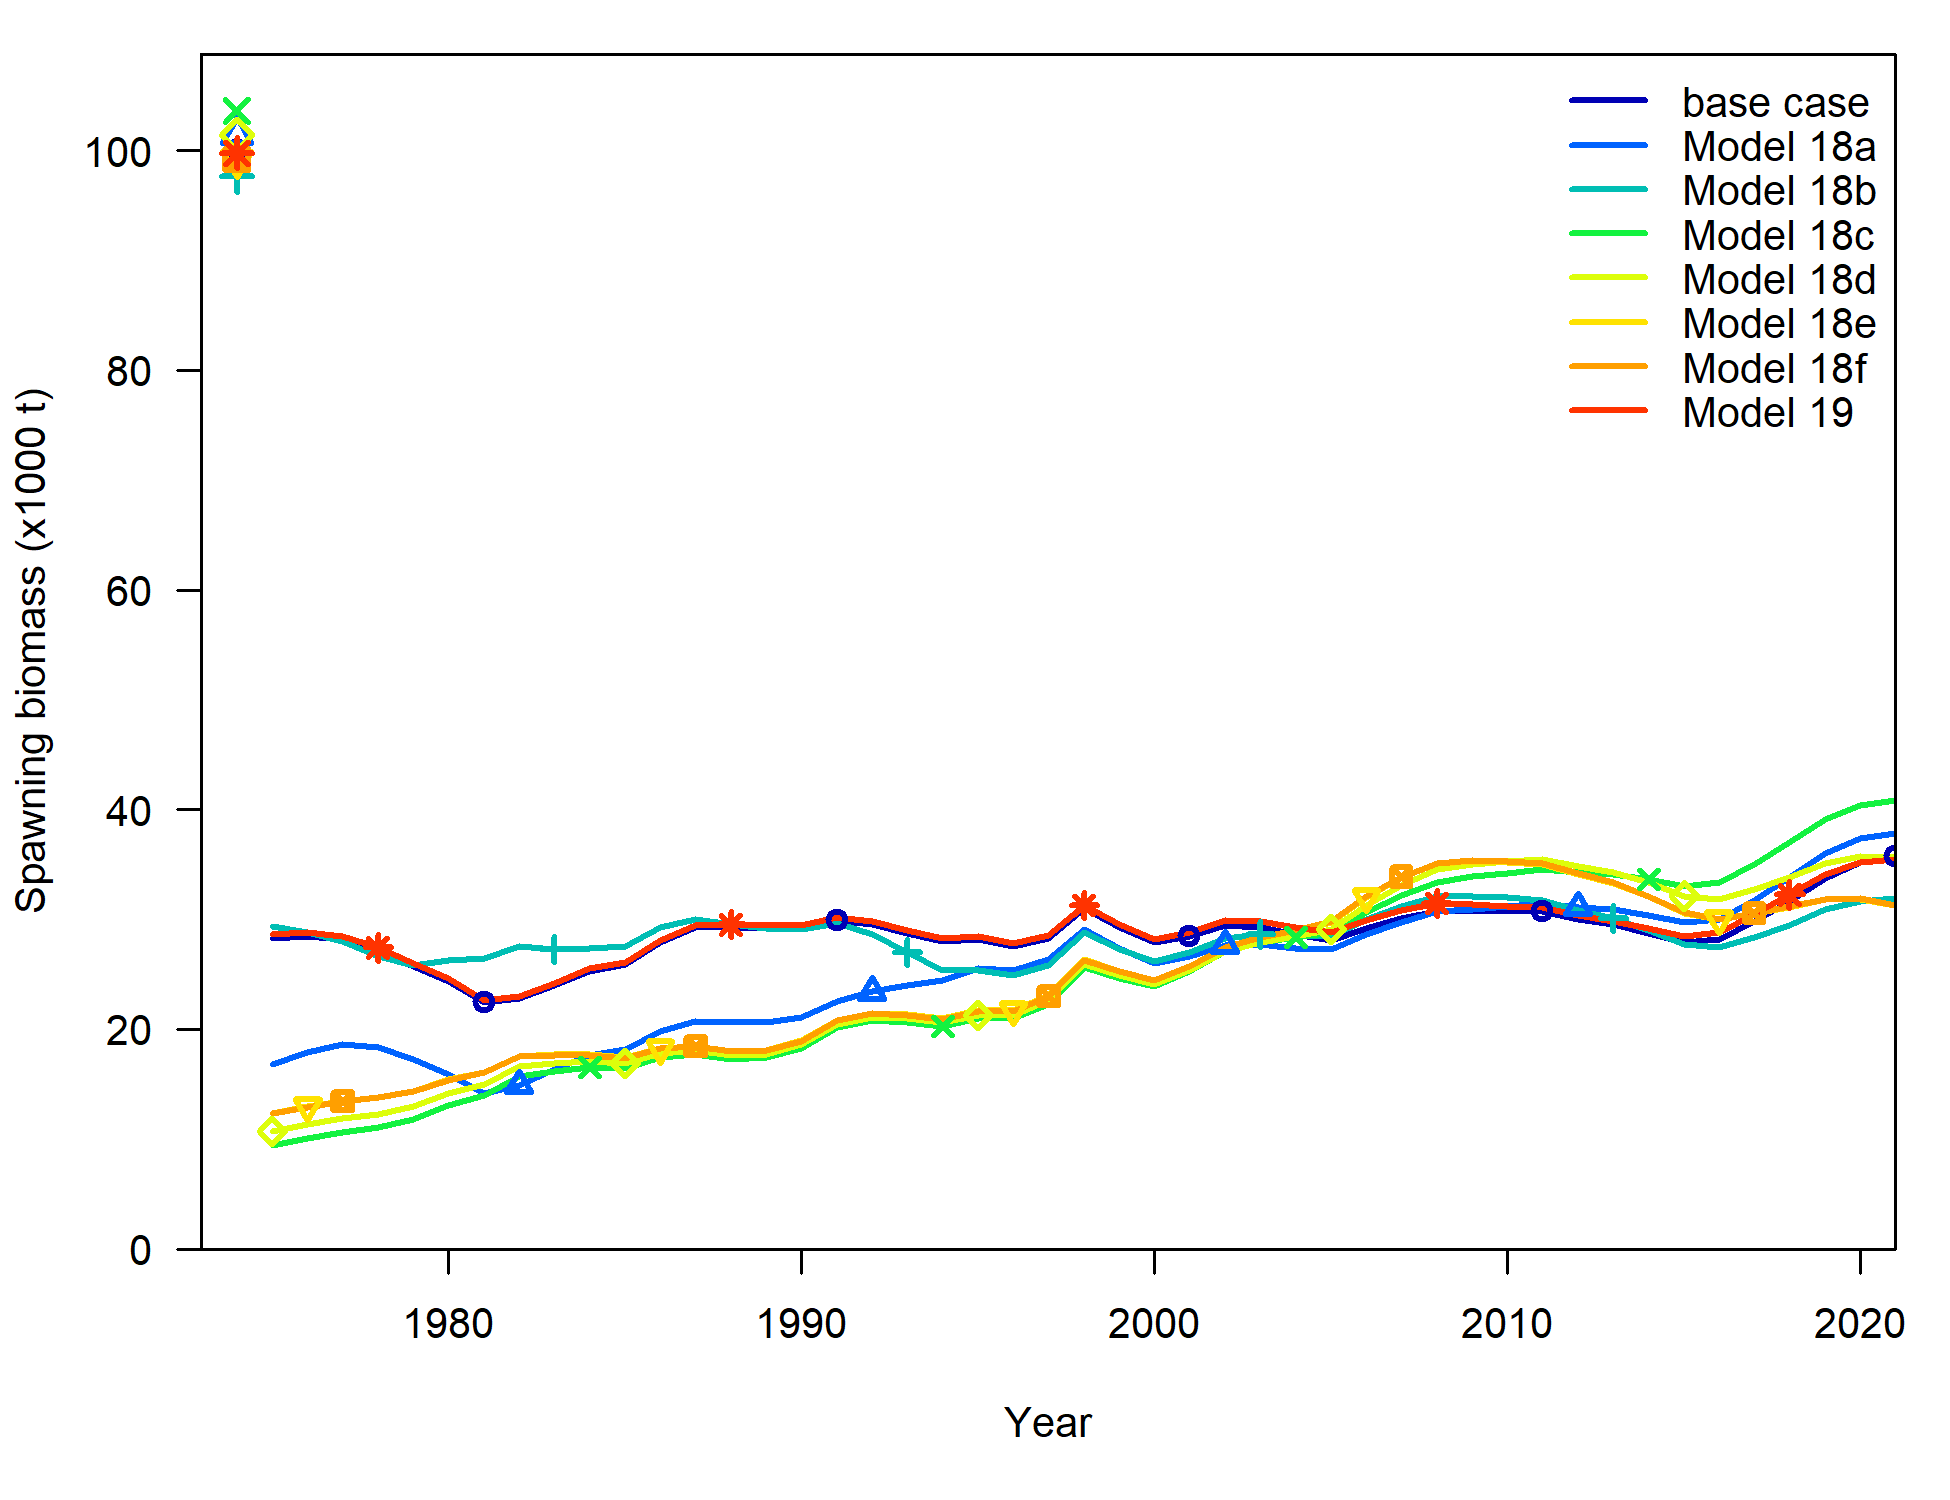 base case
Model 18a
Model 18b
Model 18c
Model 18d
Model 18e
Model 18f
Model 19
Spawning biomass (x1000 t)
100
80
60
40
20
0
1980 1990 2000 2010 2020
Year